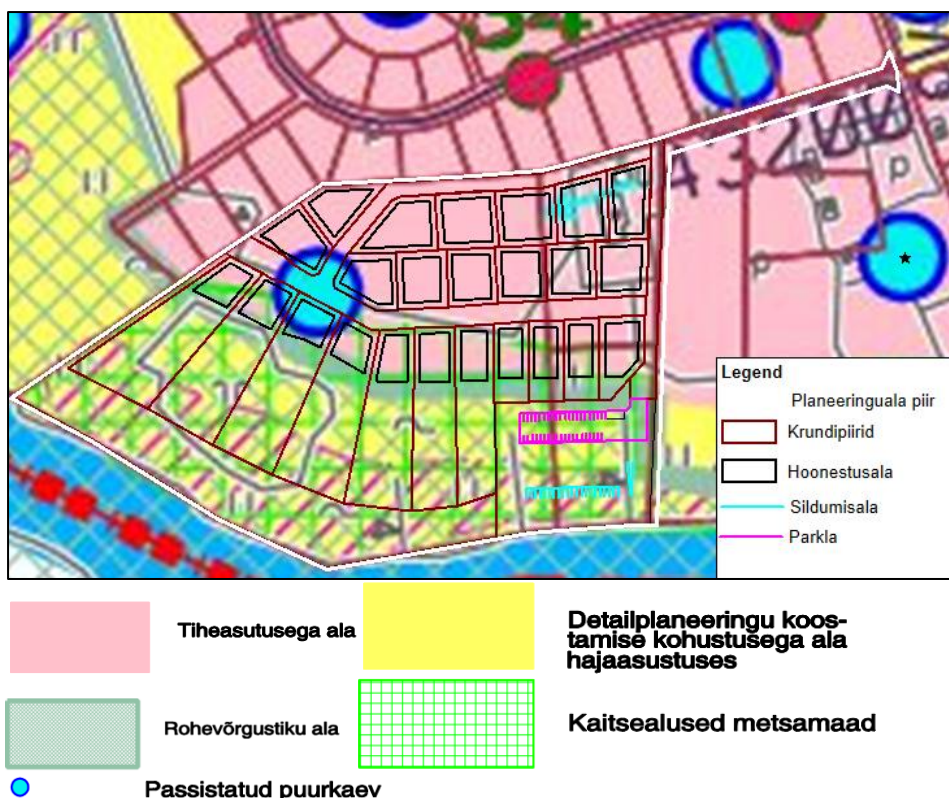 34
Legend
Planeeringuala piir
Krundipiirid
Hoonestusala
Sildumisala
Parkla
Tiheasutusega ala
Detailplaneeringu koos-
tamise kohustusega ala
hajaasustuses
Rohevõrgustiku ala
Kaitsealused metsamaad
Passistatud puurkaev